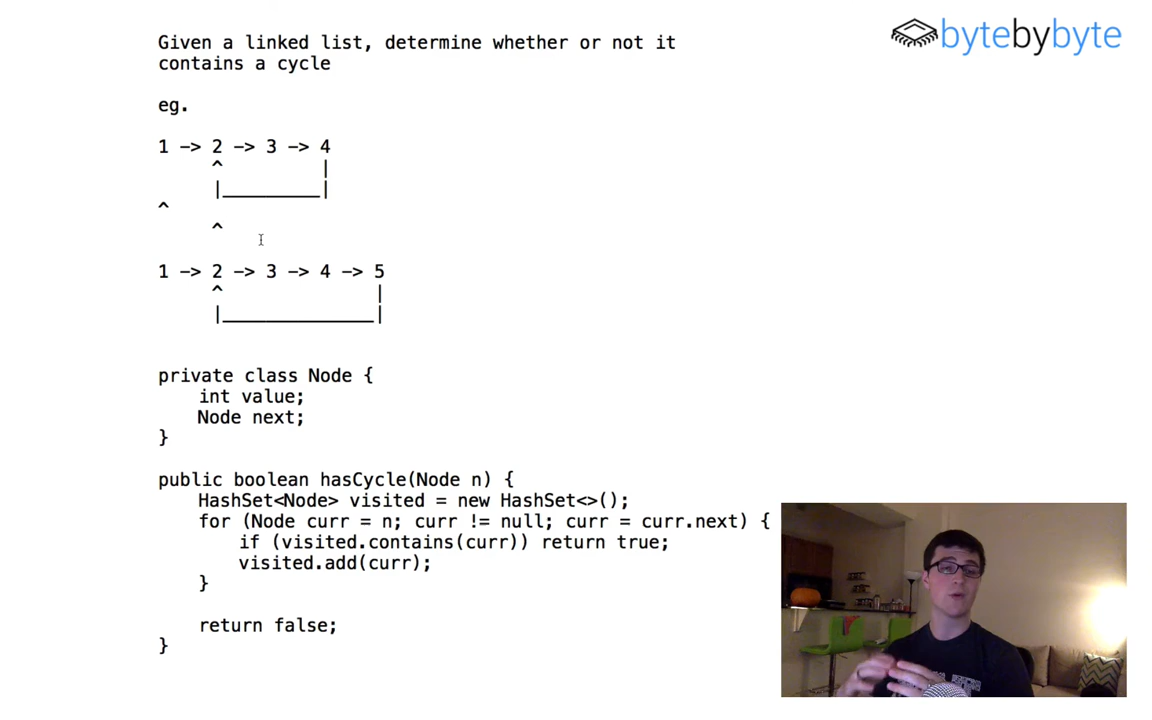 Given a linked list, determine whether or not it
contains a cycle
bytebybyte
eg.
1 -> 2 -> 3 -> 4
^ |
|_________|
^
^
1 -> 2 -> 3 -> 4 -> 5
^ |
|______________|
private class Node {
int value;
Node next;
}
public boolean hasCycle(Node n) {
HashSet<Node> visited = new HashSet<>();
for (Node curr = n; curr != null; curr = curr.next) {
if (visited.contains(curr)) return true;
visited.add(curr);
}
return false;
}